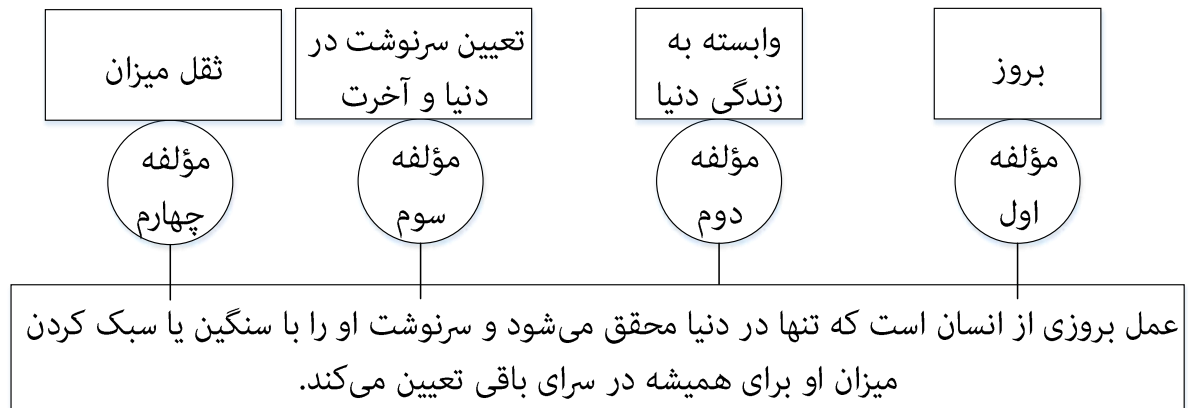 بروز
وابسته به
زندگی دنیا
تعیین سرنوشت در
دنیا و آخرت
ثقل میزان
مؤلفه
اول
مؤلفه
دوم
مؤلفه
سوم
مؤلفه
چهارم
عمل بروزی از انسان است که تنها در دنیا محقق می‌شود و سرنوشت او را با سنگین یا سبک کردن
میزان او برای همیشه در سرای باقی تعیین می‌کند.